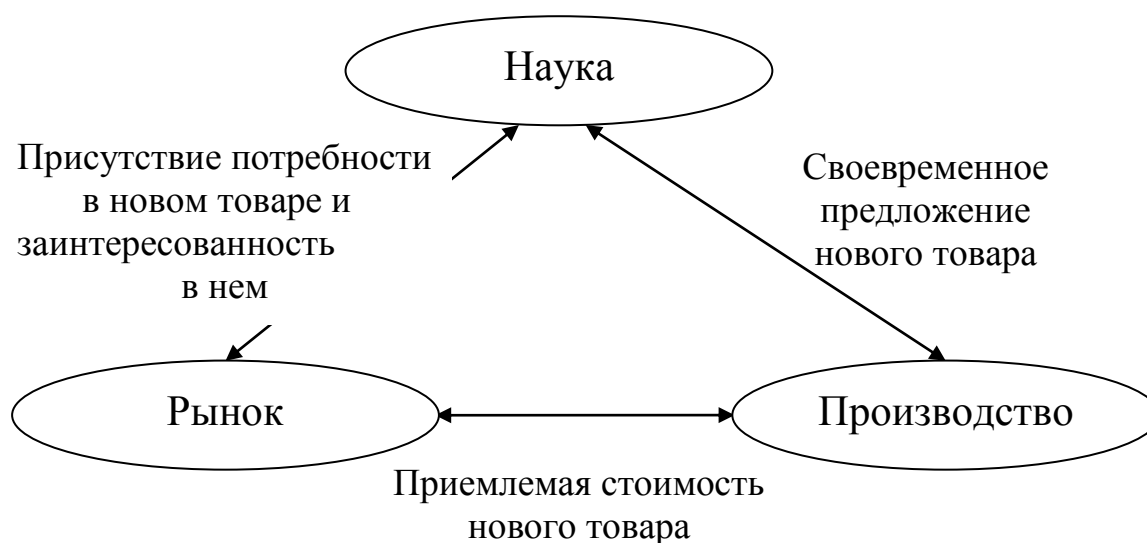 Наука
Присутствие потребности
в новом товаре и
заинтересованность
в нем
Своевременное
предложение
нового товара
Рынок
Производство
Приемлемая стоимость
нового товара